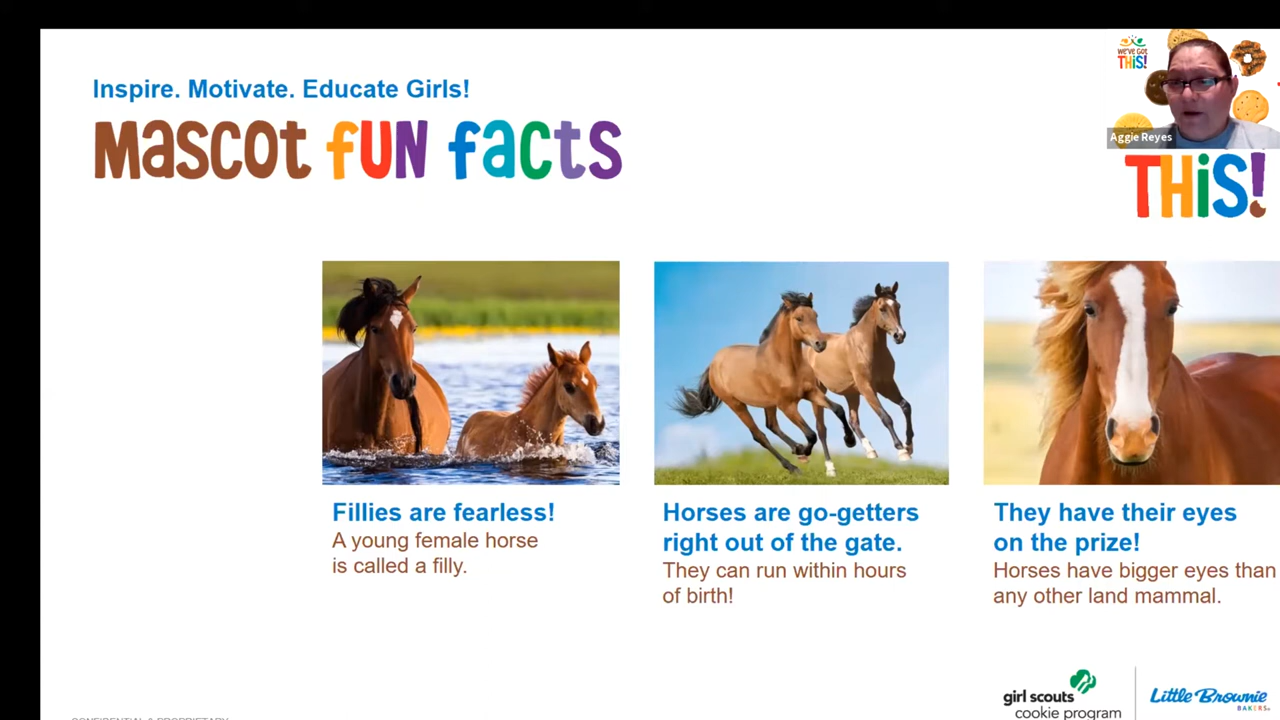 Inspire. Motivate. Educate Girls!
Mascot fUN facts
WE'VE GOT
THiS!
Aggie Reyes
THiS!
Fillies are fearless!
A young female horse
is called a filly.
Horses are go-getters
right out of the gate.
They can run within hours
of birth!
They have their eyes
on the prize!
Horses have bigger eyes than
any other land mammal.
girl scouts
cookie program
Little Brownie
BAKERS
CONFIDENTIAL & PROPRIETARY